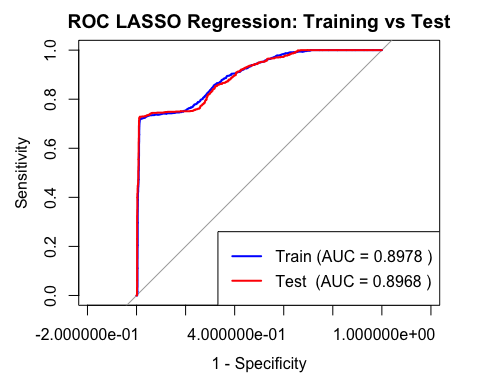 ROC LASSO Regression: Training vs Test
Sensitivity
1.0
0.8
0.6
0.4
0.2
0.0
Train (AUC = 0.8978 )
Test (AUC = 0.8968 )
-2.000000e-01 4.000000e-01 1.000000e+00
1 - Specificity